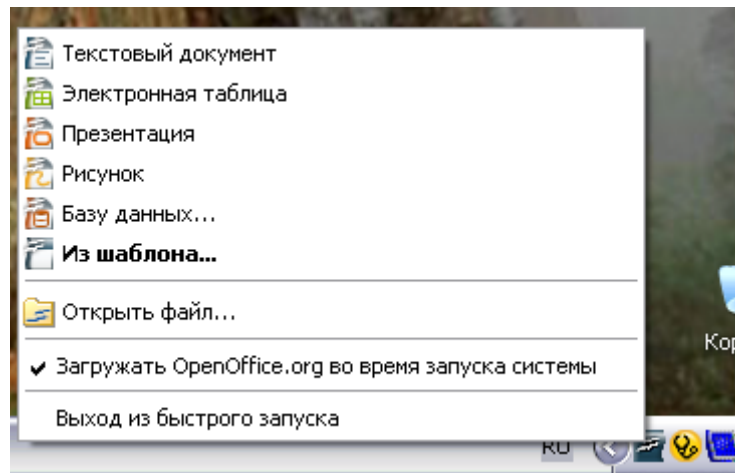 Текстовый документ
Электронная таблица
Презентация
Рисунок
Базу данных...
Из шаблона...
Открыть файл...
Загружать OpenOffice.org во время запуска системы
Выход из быстрого запуска
Кор
RU